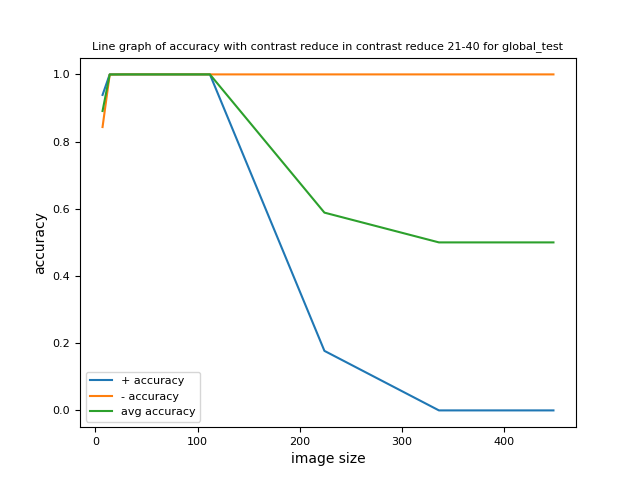 Line graph of accuracy with contrast reduce in contrast reduce 21-40 for global_test
1.0
0.8
0.6
0.4
0.2
0.0
accuracy
+ accuracy
- accuracy
avg accuracy
0 100 200 300 400
image size